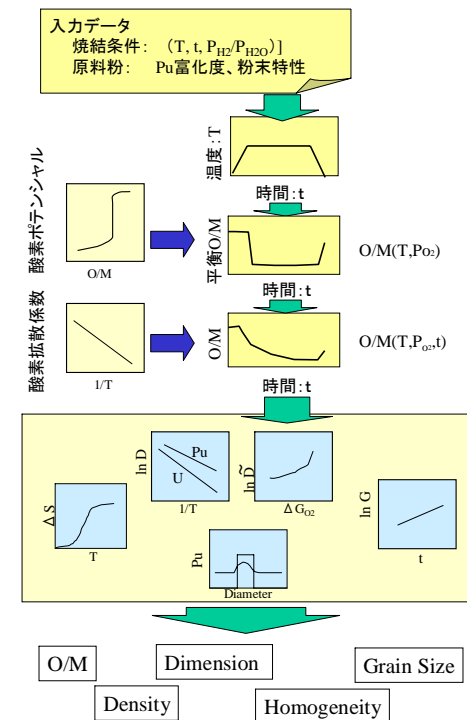 入力データ
焼結条件： （T, t, PH2/PH2O）]
原料粉： Pu富化度、粉末特性
温度：T
時間：t
酸素ポテンシャル
O/M
平衡O/M
O/M(T,PO2)
時間：t
酸素拡散係数
1/T
O/M
O/M(T,PO2,t)
時間：t
ΔS
T
ln D
Pu
U
1/T
ln D̃
ΔGO2
ln G
t
Pu
Diameter
O/M
Dimension
Grain Size
Density
Homogeneity